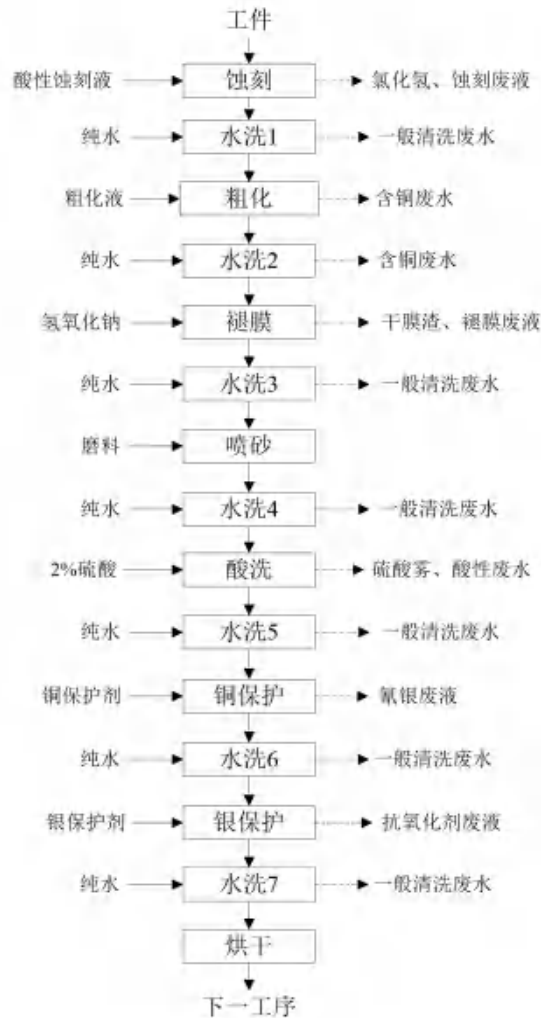 工件
酸性蚀刻液 蚀刻 氯化氢、蚀刻废液
纯水 水洗1 一般清洗废水
粗化液 粗化 含铜废水
纯水 水洗2 含铜废水
氢氧化钠 褪膜 干膜渣、褪膜废液
纯水 水洗3 一般清洗废水
磨料 喷砂
纯水 水洗4 一般清洗废水
2%硫酸 酸洗 硫酸雾、酸性废水
纯水 水洗5 一般清洗废水
铜保护剂 铜保护 氰银废液
纯水 水洗6 一般清洗废水
银保护剂 银保护 抗氧化剂废液
纯水 水洗7 一般清洗废水
烘干
下一工序